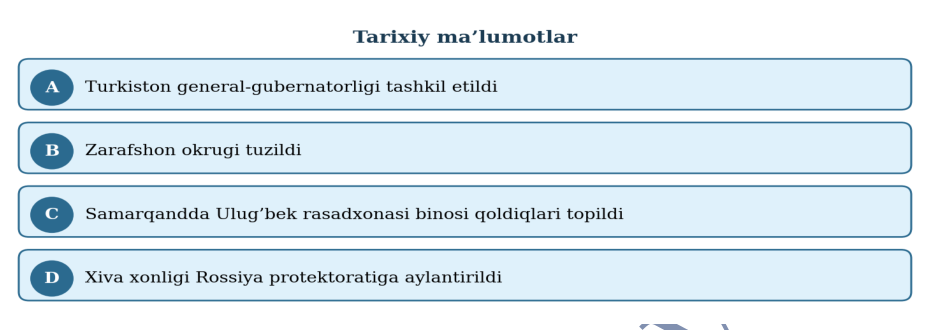 Tarixiy ma’lumotlar
A Turkiston general-gubernatorligi tashkil etildi
B Zarafshon okrugi tuzildi
C Samarqandda Ulug’bek rasadxonasi binosi qoldiqlari topildi
D Xiva xonligi Rossiya protektoratiga aylantirildi